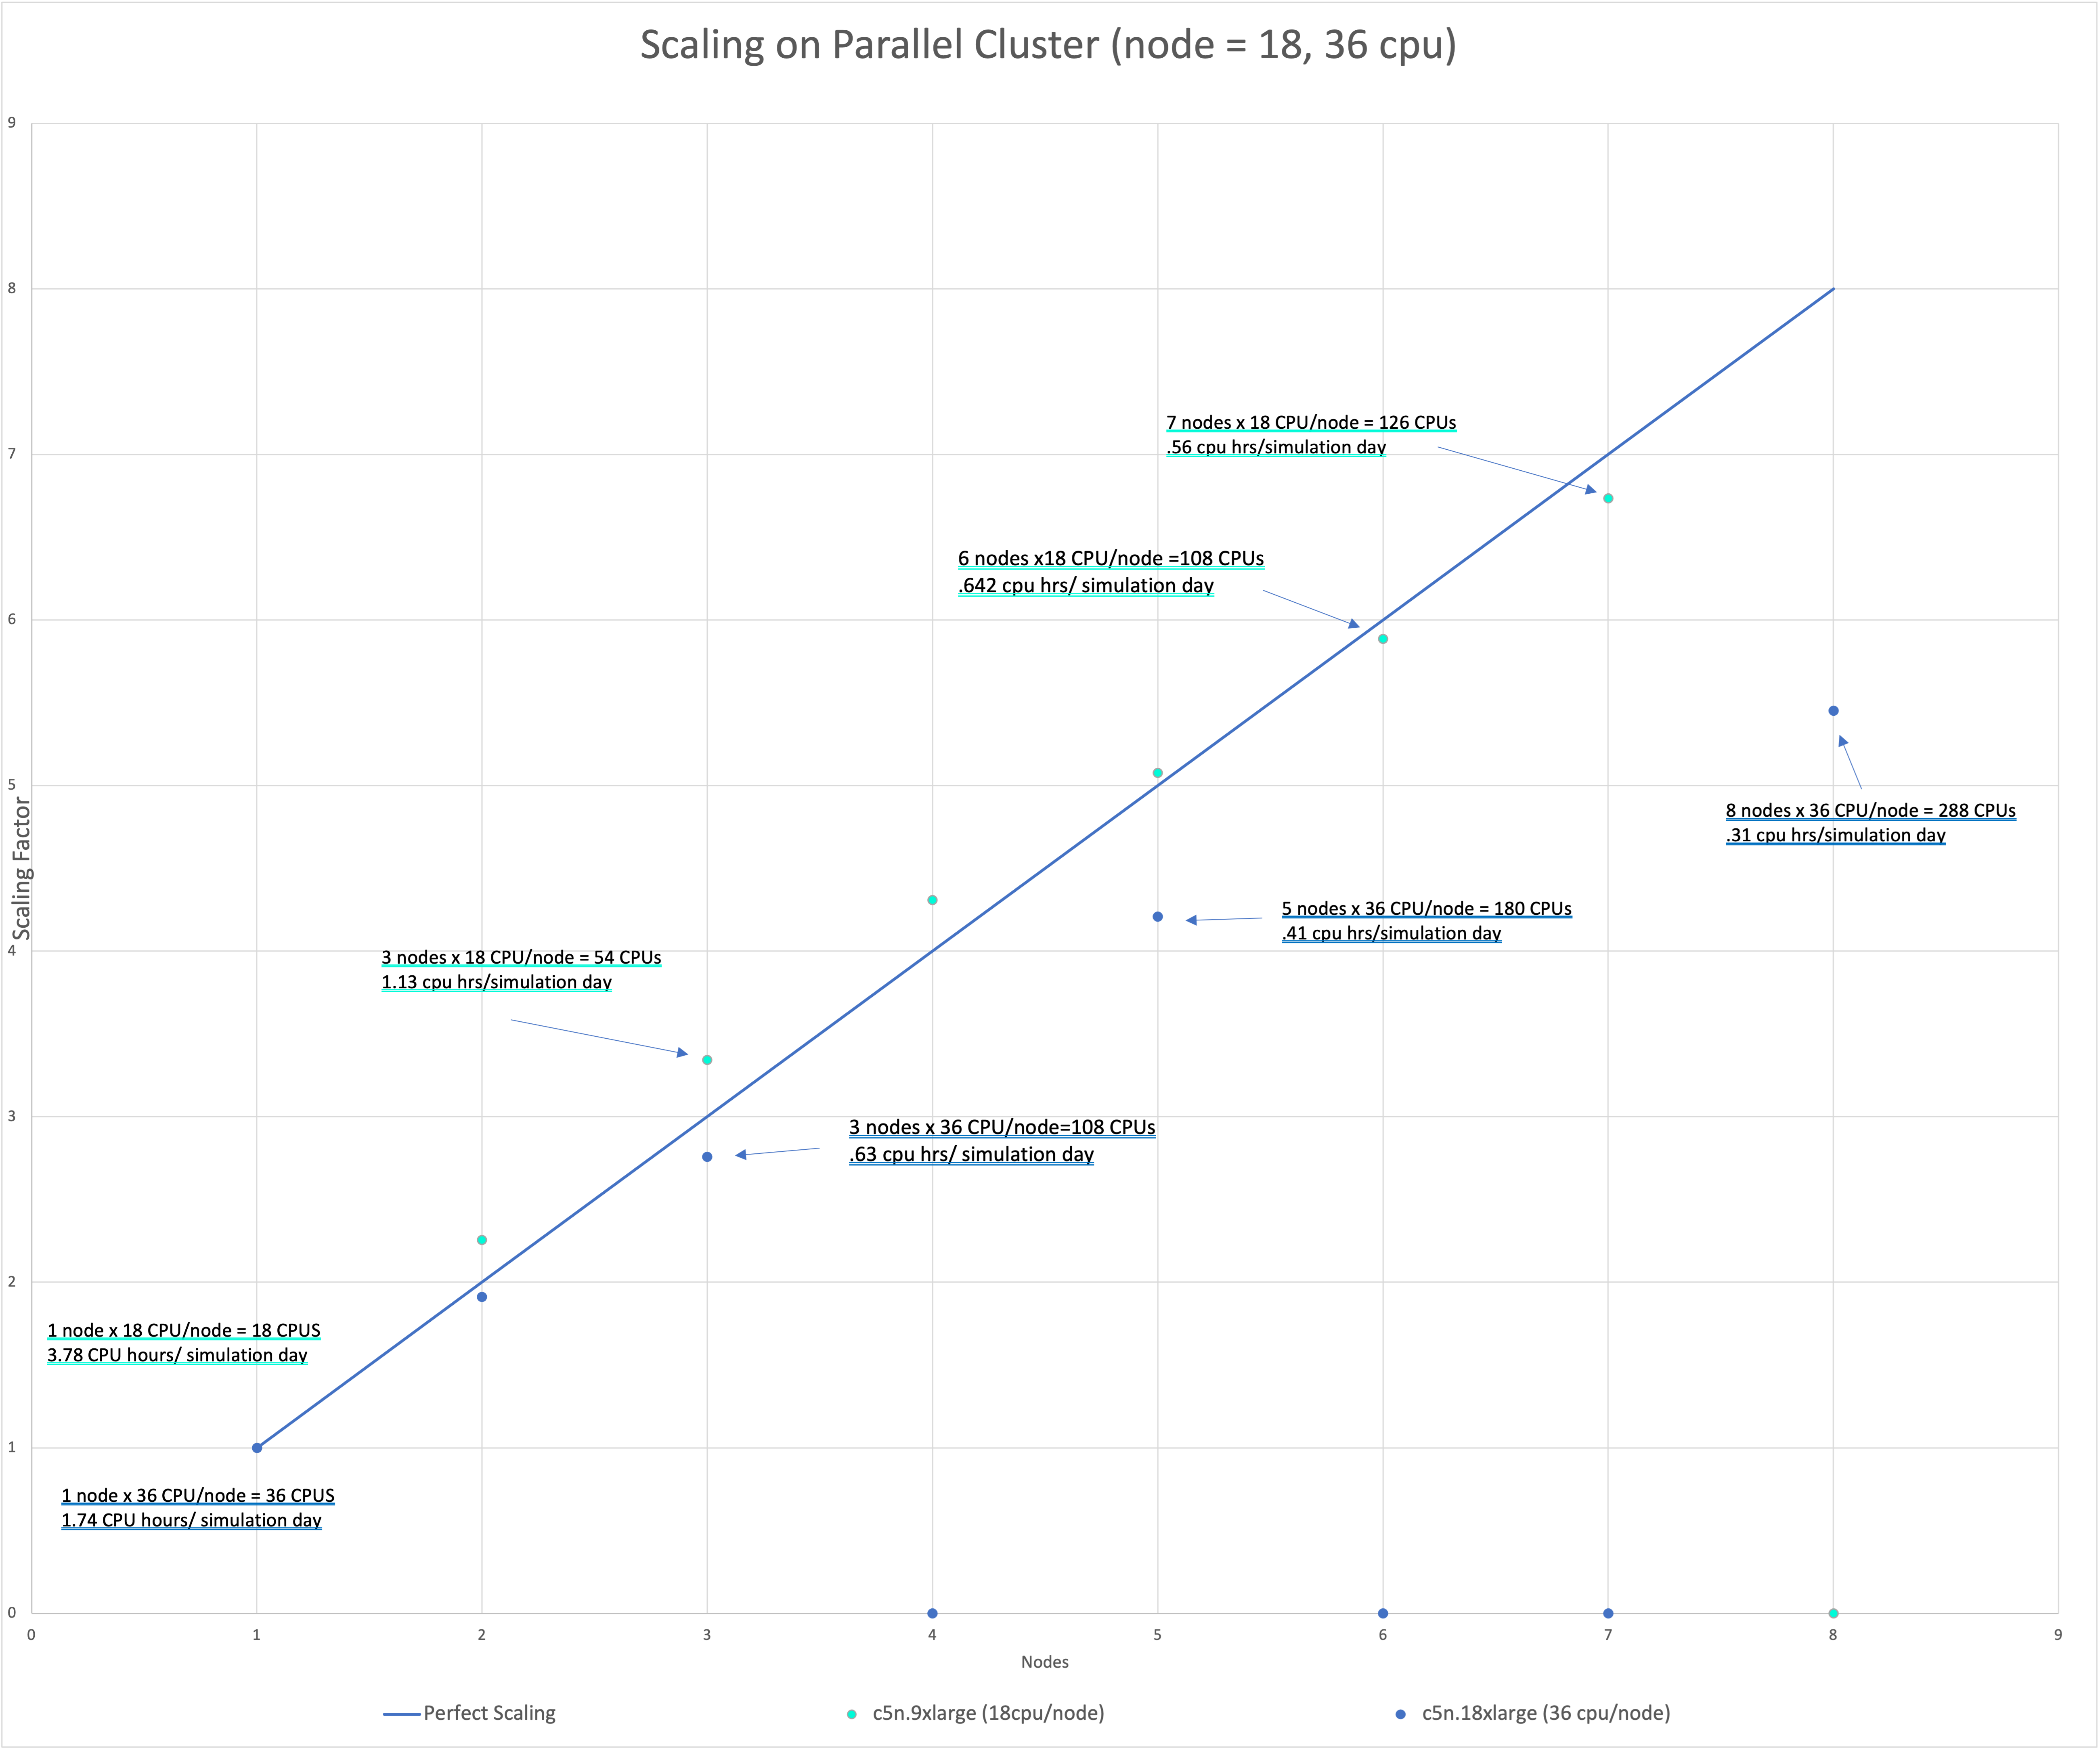 Scaling on Parallel Cluster (node = 18, 36 cpu)
9
8
7
6
5
4
3
2
1
0
Scaling Factor
7 nodes x 18 CPU/node = 126 CPUs
.56 cpu hrs/simulation day
6 nodes x18 CPU/node =108 CPUs
.642 cpu hrs/ simulation day
8 nodes x 36 CPU/node = 288 CPUs
.31 cpu hrs/simulation day
5 nodes x 36 CPU/node = 180 CPUs
.41 cpu hrs/simulation day
3 nodes x 18 CPU/node = 54 CPUs
1.13 cpu hrs/simulation day
3 nodes x 36 CPU/node=108 CPUs
.63 cpu hrs/ simulation day
1 node x 18 CPU/node = 18 CPUS
3.78 CPU hours/ simulation day
1 node x 36 CPU/node = 36 CPUS
1.74 CPU hours/ simulation day
0 1 2 3 4 5 6 7 8 9
Nodes
Perfect Scaling c5n.9xlarge (18cpu/node) c5n.18xlarge (36 cpu/node)